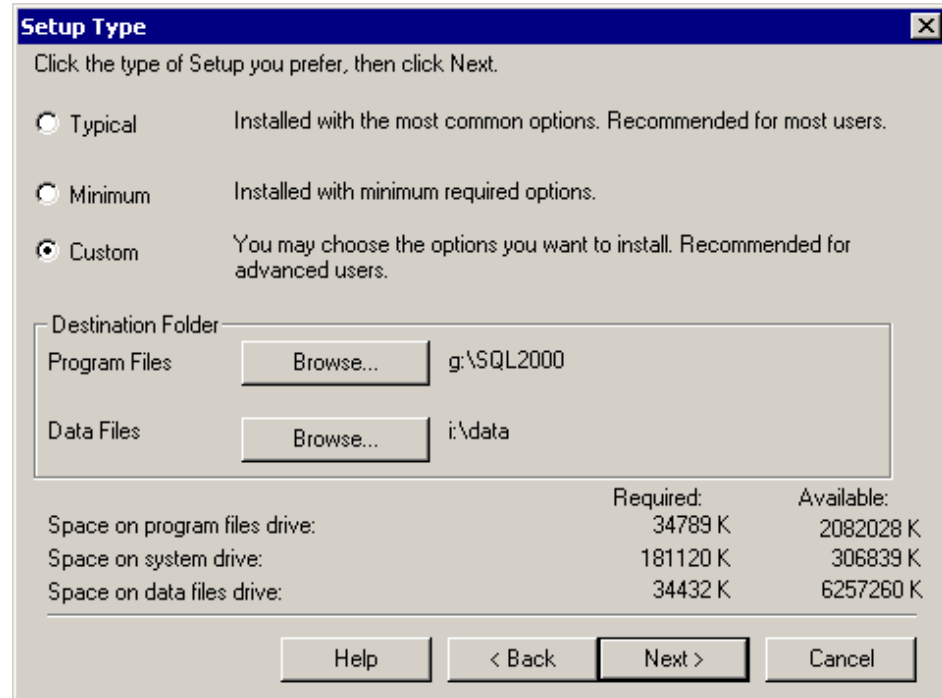 Setup Type
Click the type of Setup you prefer, then click Next.
Typical Installed with the most common options. Recommended for most users.
Minimum Installed with minimum required options.
Custom You may choose the options you want to install. Recommended for
advanced users.
Destination Folder
Program Files Browse... g:\SQL2000
Data Files Browse... i:\data
Required: Available:
Space on program files drive: 34789 K 2082028 K
Space on system drive: 181120 K 306839 K
Space on data files drive: 34432 K 6257260 K
Help < Back Next > Cancel